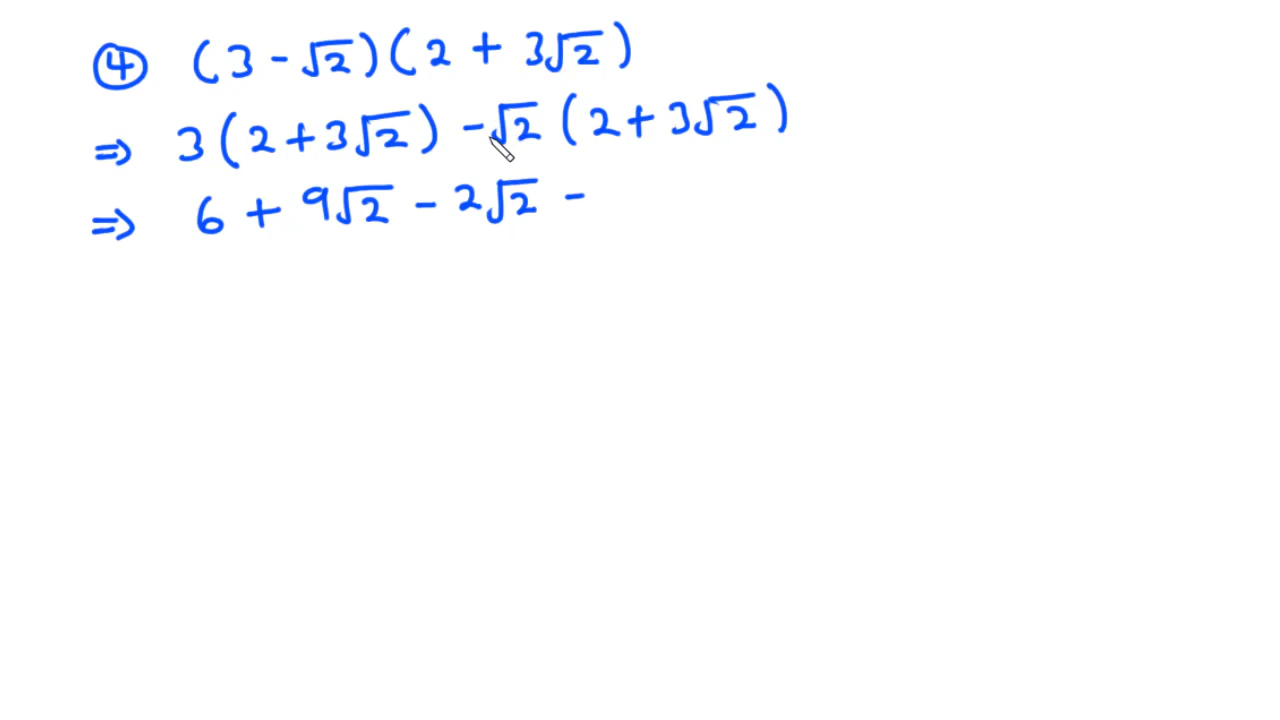 ④ (3 - √2)(2 + 3√2)
⇒ 3(2 + 3√2) - √2(2 + 3√2)
⇒ 6 + 9√2 - 2√2 -